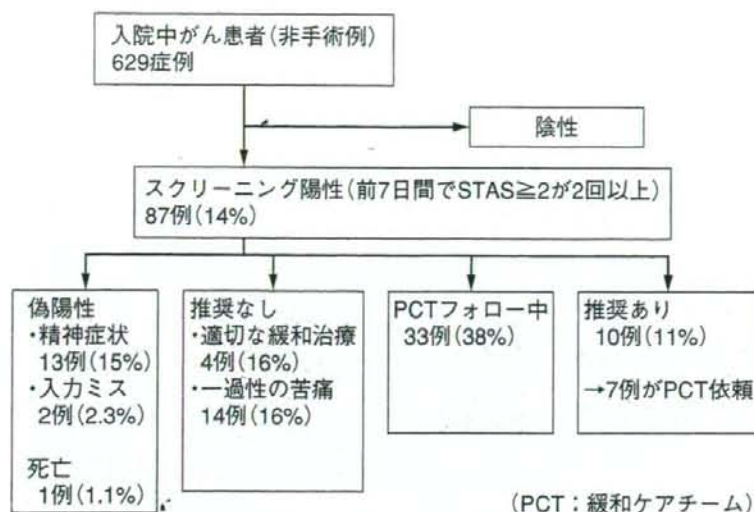 入院中がん患者(非手術例)
629症例
陰性
スクリーニング陽性(前7日間でSTAS≧2が2回以上)
87例(14%)
偽陽性
・精神症状
13例(15%)
・入力ミス
2例(2.3%)
死亡
1例(1.1%)
推奨なし
・適切な緩和治療
4例(16%)
・一過性の苦痛
14例(16%)
PCTフォロー中
33例(38%)
推奨あり
10例(11%)
→7例がPCT依頼
(PCT:緩和ケアチーム)